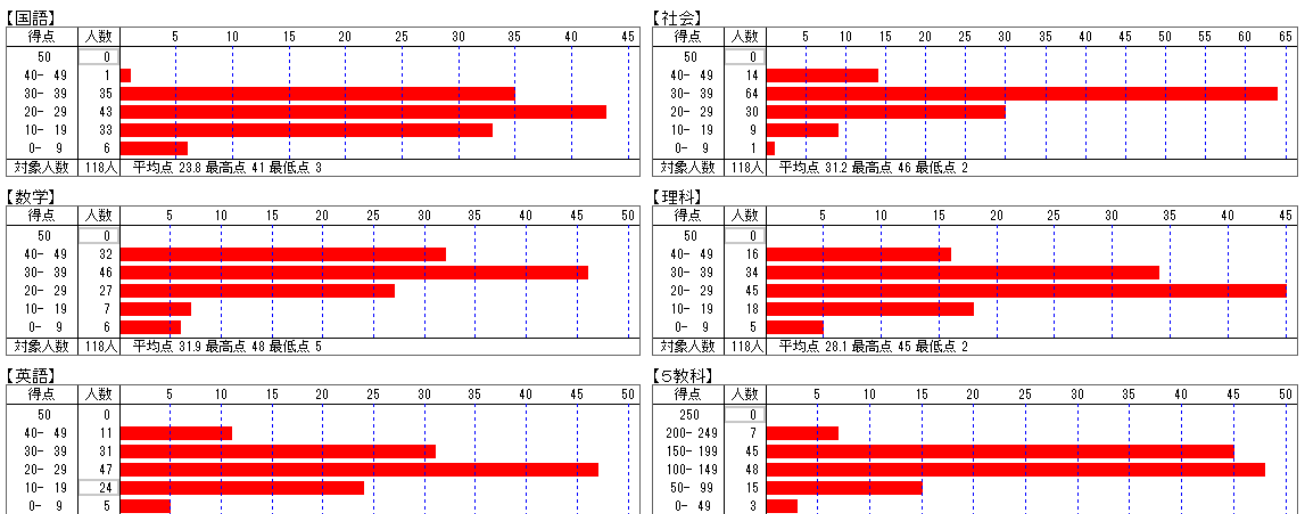 【国語】
得点 人数 5 10 15 20 25 30 35 40 45
50 0
40- 49 1
30- 39 35
20- 29 43
10- 19 33
0- 9 6
対象人数 118人 平均点 23.8 最高点 41 最低点 3
【社会】
得点 人数 5 10 15 20 25 30 35 40 45 50 55 60 65
50 0
40- 49 14
30- 39 64
20- 29 30
10- 19 9
0- 9 1
対象人数 118人 平均点 31.2 最高点 46 最低点 2
【数学】
得点 人数 5 10 15 20 25 30 35 40 45 50
50 0
40- 49 32
30- 39 46
20- 29 27
10- 19 7
0- 9 6
対象人数 118人 平均点 31.9 最高点 48 最低点 5
【理科】
得点 人数 5 10 15 20 25 30 35 40 45
50 0
40- 49 16
30- 39 34
20- 29 45
10- 19 18
0- 9 5
対象人数 118人 平均点 28.1 最高点 45 最低点 2
【英語】
得点 人数 5 10 15 20 25 30 35 40 45 50
50 0
40- 49 11
30- 39 31
20- 29 47
10- 19 24
0- 9 5
【5教科】
得点 人数 5 10 15 20 25 30 35 40 45 50
250 0
200- 249 7
150- 199 45
100- 149 48
50- 99 15
0- 49 3